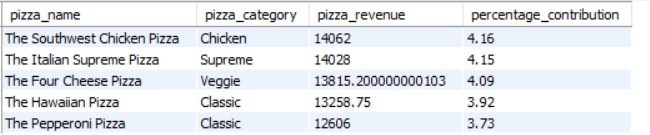 pizza_name pizza_category pizza_revenue percentage_contribution
The Southwest Chicken Pizza Chicken 14062 4.16
The Italian Supreme Pizza Supreme 14028 4.15
The Four Cheese Pizza Veggie 13815.200000000103 4.09
The Hawaiian Pizza Classic 13258.75 3.92
The Pepperoni Pizza Classic 12606 3.73